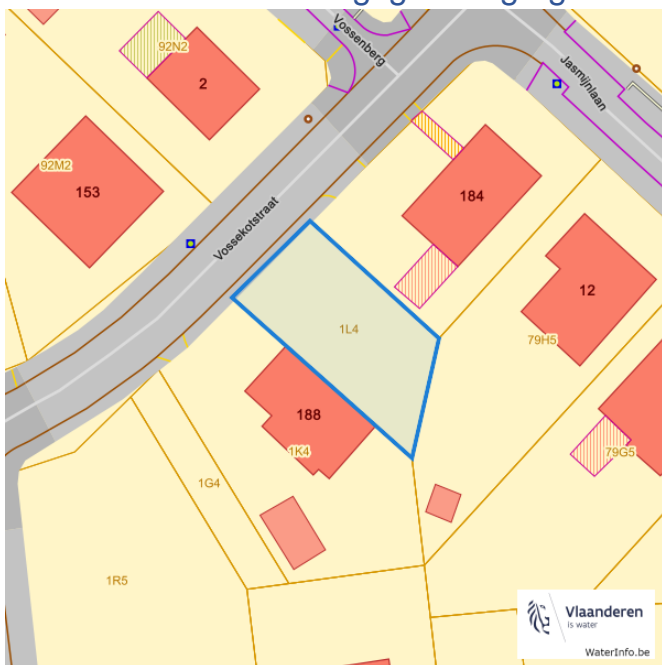 Vossenberg
92N2
2
Jasmijnlaan
92M2
153
184
Vossekotstraat
12
1L4
79H5
188
1K4
79G5
1G4
1R5
Vlaanderen
is water
WaterInfo.be